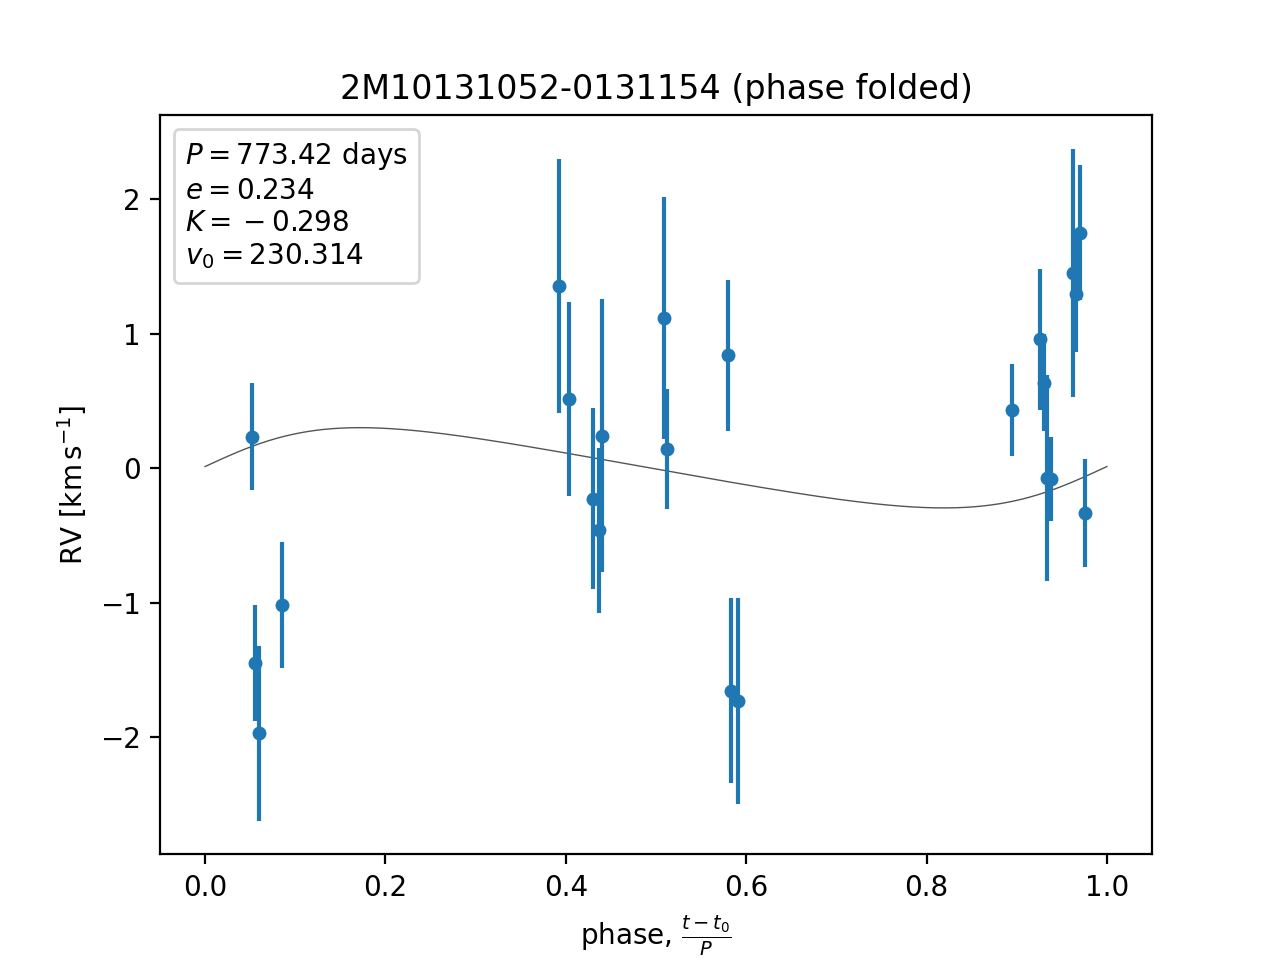 2M10131052-0131154 (phase folded)
P = 773.42 days
e = 0.234
K = −0.298
v₀ = 230.314
2
1
0
−1
−2
RV [km s⁻¹]
0.0 0.2 0.4 0.6 0.8 1.0
phase, (t − t₀)/P